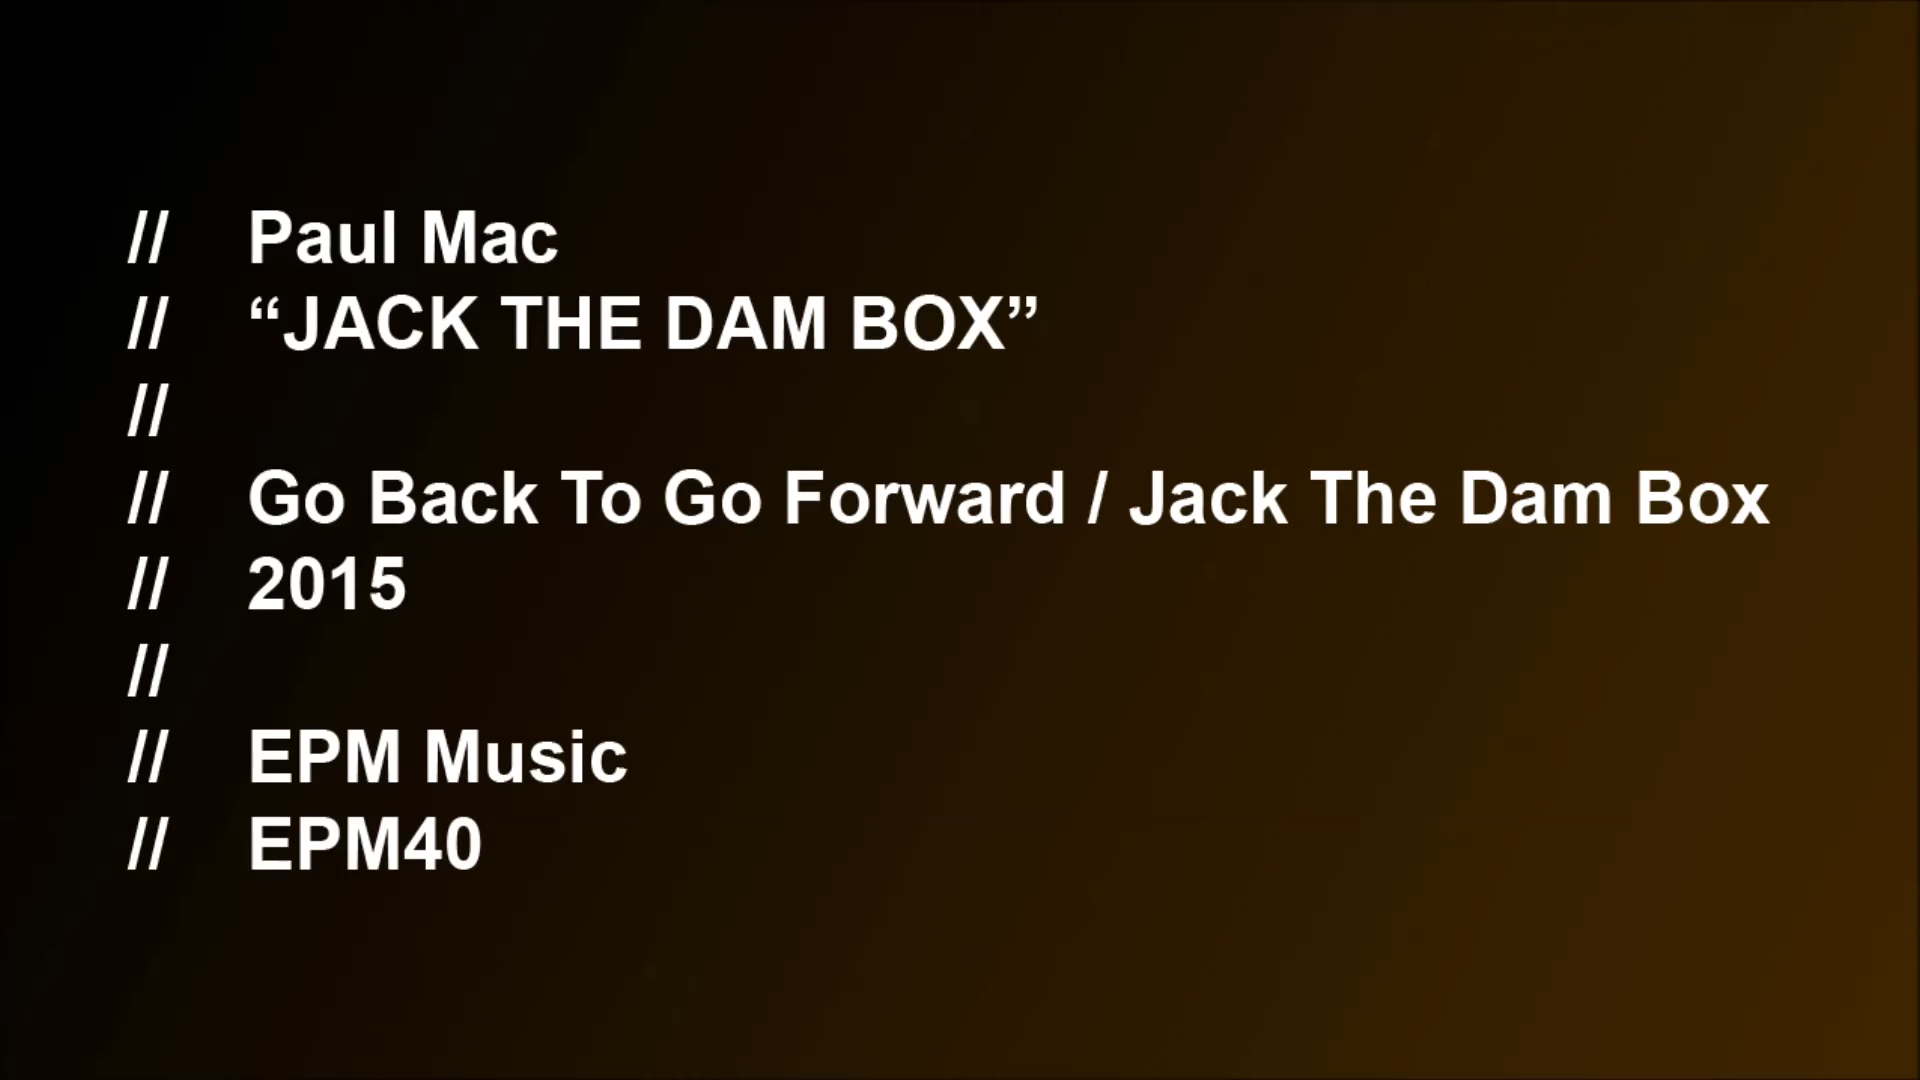 // Paul Mac
// “JACK THE DAM BOX”
//
// Go Back To Go Forward / Jack The Dam Box
// 2015
//
// EPM Music
// EPM40